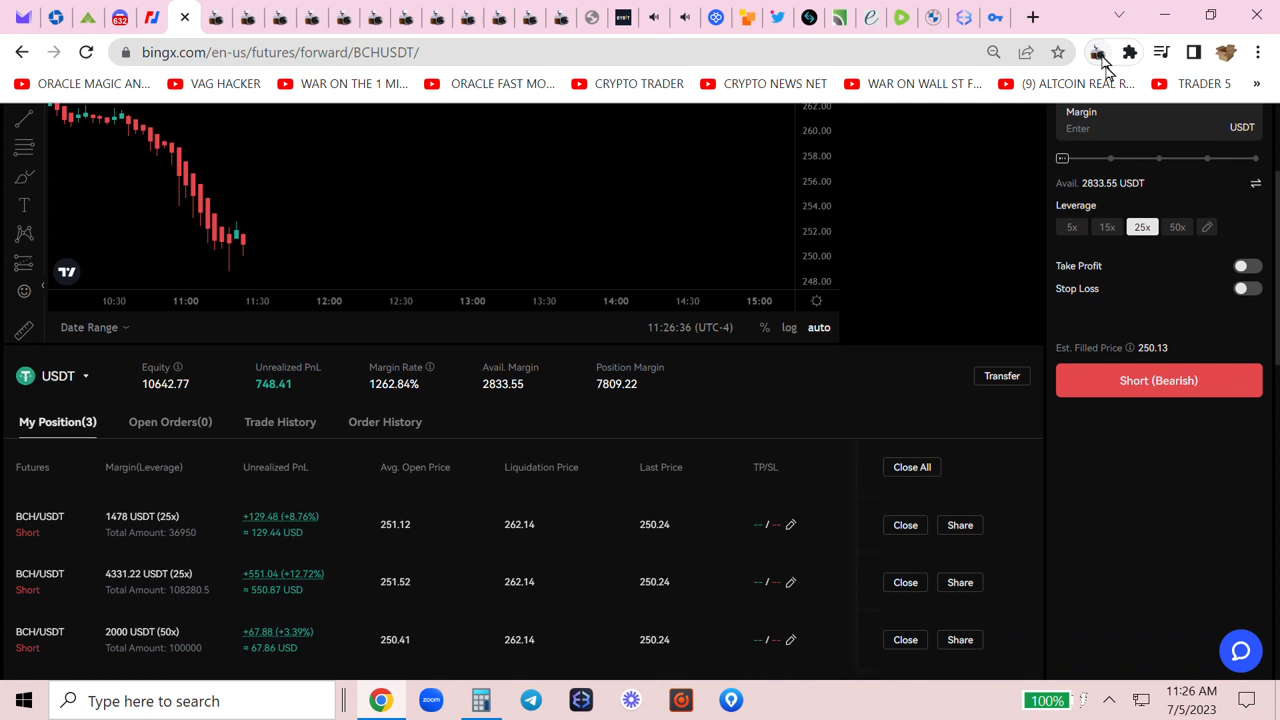 632
BYBIT
bingx.com/en-us/futures/forward/BCHUSDT/
ORACLE MAGIC AN...
VAG HACKER
WAR ON THE 1 MI...
ORACLE FAST MO...
CRYPTO TRADER
CRYPTO NEWS NET
WAR ON WALL ST F...
(9) ALTCOIN REAL R...
TRADER 5
»
262.00
260.00
258.00
256.00
254.00
252.00
250.00
248.00
10:30 11:00 11:30 12:00 12:30 13:00 13:30 14:00 14:30 15:00
Date Range
11:26:36 (UTC-4) % log auto
Margin
Enter USDT
Avail. 2833.55 USDT
Leverage
5x 15x 25x 50x
Take Profit
Stop Loss
Est. Filled Price 250.13
Short (Bearish)
USDT
Equity Unrealized PnL Margin Rate Avail. Margin Position Margin
10642.77 748.41 1262.84% 2833.55 7809.22
Transfer
My Position(3) Open Orders(0) Trade History Order History
Futures Margin(Leverage) Unrealized PnL Avg. Open Price Liquidation Price Last Price TP/SL Close All
BCH/USDT 1478 USDT (25x) +129.48 (+8.76%) 251.12 262.14 250.24 -- / -- Close Share
Short Total Amount: 36950 ≈ 129.44 USD
BCH/USDT 4331.22 USDT (25x) +551.04 (+12.72%) 251.52 262.14 250.24 -- / -- Close Share
Short Total Amount: 108280.5 ≈ 550.87 USD
BCH/USDT 2000 USDT (50x) +67.88 (+3.39%) 250.41 262.14 250.24 -- / -- Close Share
Short Total Amount: 100000 ≈ 67.86 USD
Type here to search
zoom
100%
11:26 AM
7/5/2023